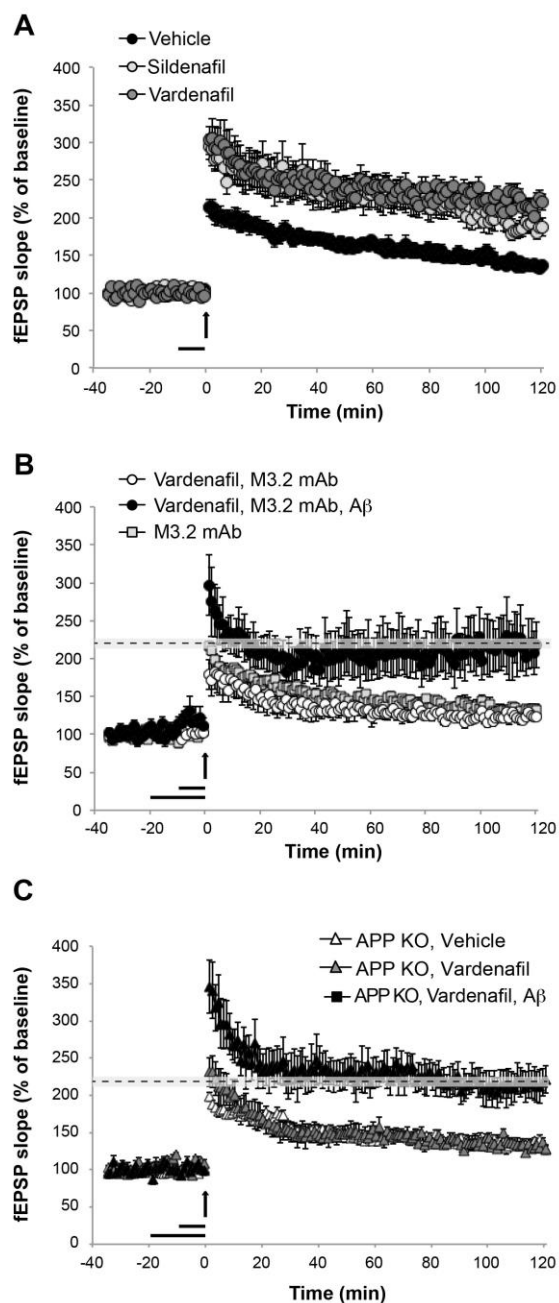 A
Vehicle
Sildenafil
Vardenafil
fEPSP slope (% of baseline)
400
350
300
250
200
150
100
50
0
-40 -20 0 20 40 60 80 100 120
Time (min)
B
Vardenafil, M3.2 mAb
Vardenafil, M3.2 mAb, Aβ
M3.2 mAb
fEPSP slope (% of baseline)
400
350
300
250
200
150
100
50
0
-40 -20 0 20 40 60 80 100 120
Time (min)
C
APP KO, Vehicle
APP KO, Vardenafil
APP KO, Vardenafil, Aβ
fEPSP slope (% of baseline)
400
350
300
250
200
150
100
50
0
-40 -20 0 20 40 60 80 100 120
Time (min)